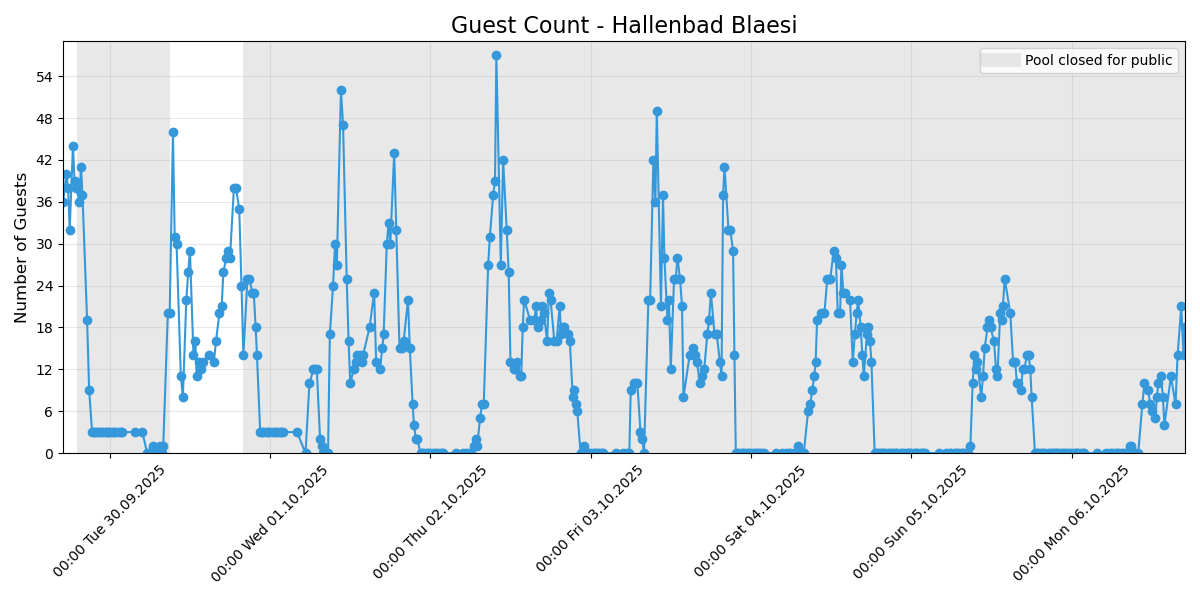 Guest Count - Hallenbad Blaesi
Pool closed for public
Number of Guests
54
48
42
36
30
24
18
12
6
0
00:00 Tue 30.09.2025
00:00 Wed 01.10.2025
00:00 Thu 02.10.2025
00:00 Fri 03.10.2025
00:00 Sat 04.10.2025
00:00 Sun 05.10.2025
00:00 Mon 06.10.2025